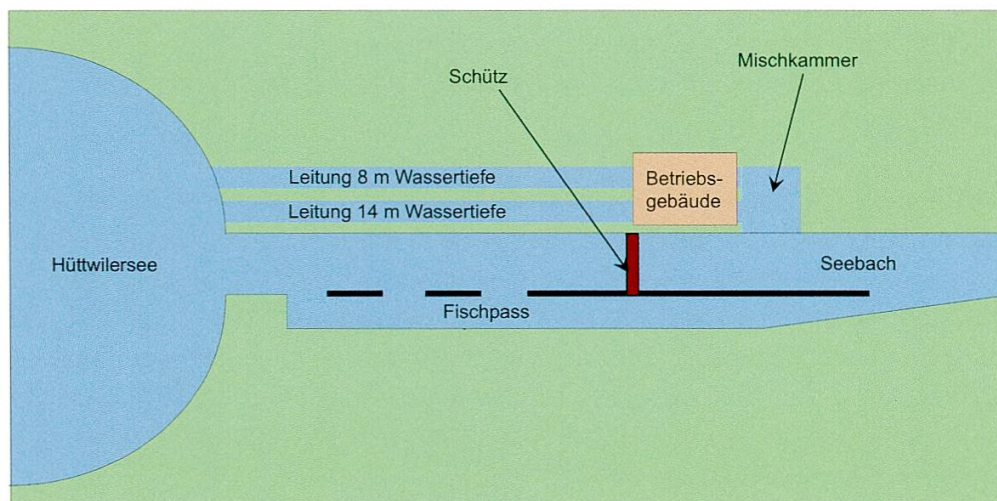 Mischkammer
Schütz
Leitung 8 m Wassertiefe
Betriebs-
gebäude
Leitung 14 m Wassertiefe
Hüttwilersee
Seebach
Fischpass